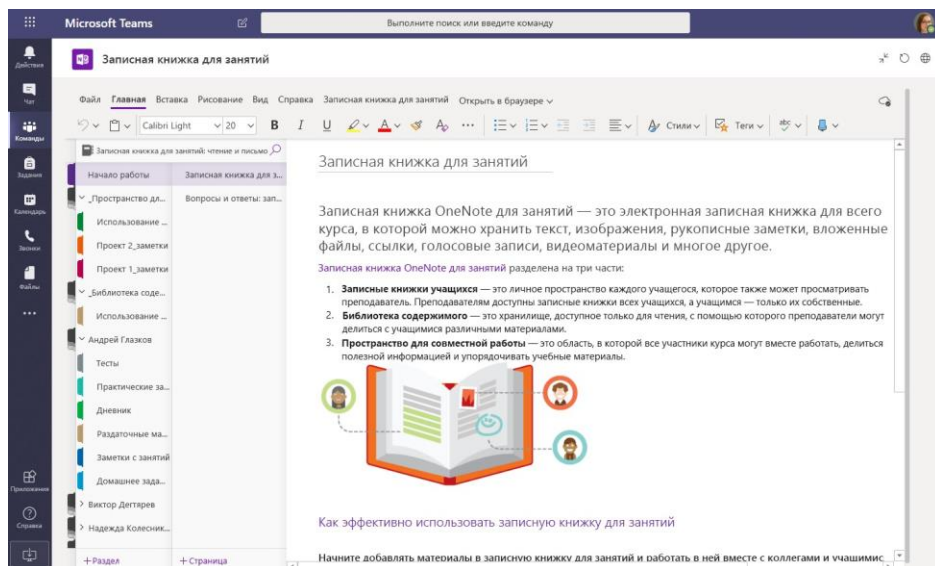 Microsoft Teams
Выполните поиск или введите команду
Действия
Чат
Команды
Задания
Календарь
Звонки
Файлы
Приложения
Справка
Записная книжка для занятий
Файл Главная Вставка Рисование Вид Справка Записная книжка для занятий Открыть в браузере
Calibri Light 20 B I U A Стили Теги abc
Записная книжка для занятий: чтение и письмо
Начало работы
_Пространство дл...
Использование ...
Проект 2_заметки
Проект 1_заметки
_Библиотека соде...
Использование ...
Андрей Глазков
Тесты
Практические за...
Дневник
Раздаточные ма...
Заметки с занятий
Домашнее зада...
Виктор Дегтярев
Надежда Колесник...
+Раздел
Записная книжка для з...
Вопросы и ответы: зап...
+Страница
Записная книжка для занятий
Записная книжка OneNote для занятий — это электронная записная книжка для всего
курса, в которой можно хранить текст, изображения, рукописные заметки, вложенные
файлы, ссылки, голосовые записи, видеоматериалы и многое другое.
Записная книжка OneNote для занятий разделена на три части:
1. Записные книжки учащихся — это личное пространство каждого учащегося, которое также может просматривать
преподаватель. Преподавателям доступны записные книжки всех учащихся, а учащимся — только их собственные.
2. Библиотека содержимого — это хранилище, доступное только для чтения, с помощью которого преподаватели могут
делиться с учащимися различными материалами.
3. Пространство для совместной работы — это область, в которой все участники курса могут вместе работать, делиться
полезной информацией и упорядочивать учебные материалы.
Как эффективно использовать записную книжку для занятий
Начните добавлять материалы в записную книжку для занятий и работать в ней вместе с коллегами и учащимис